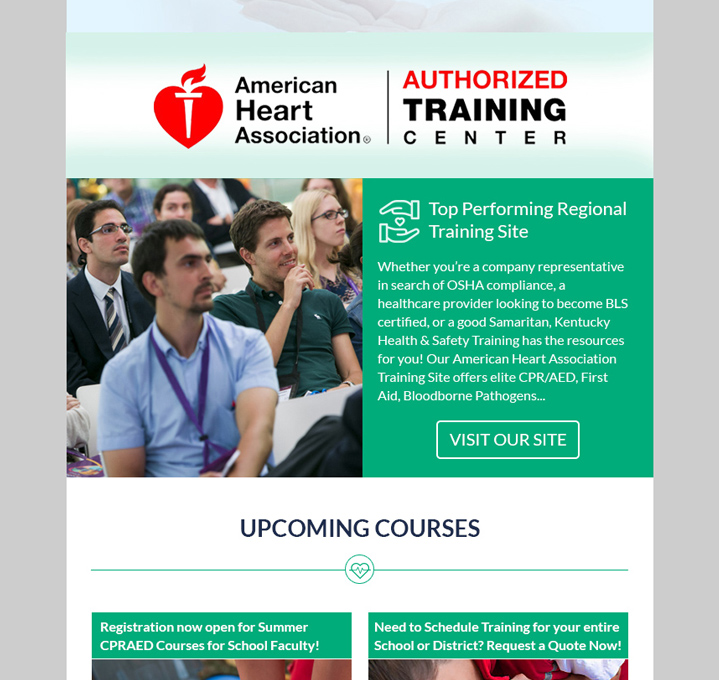 American
Heart
Association®
AUTHORIZED
TRAINING
CENTER
Top Performing Regional
Training Site
Whether you're a company representative
in search of OSHA compliance, a
healthcare provider looking to become BLS
certified, or a good Samaritan, Kentucky
Health & Safety Training has the resources
for you! Our American Heart Association
Training Site offers elite CPR/AED, First
Aid, Bloodborne Pathogens...
VISIT OUR SITE
UPCOMING COURSES
Registration now open for Summer
CPRAED Courses for School Faculty!
Need to Schedule Training for your entire
School or District? Request a Quote Now!